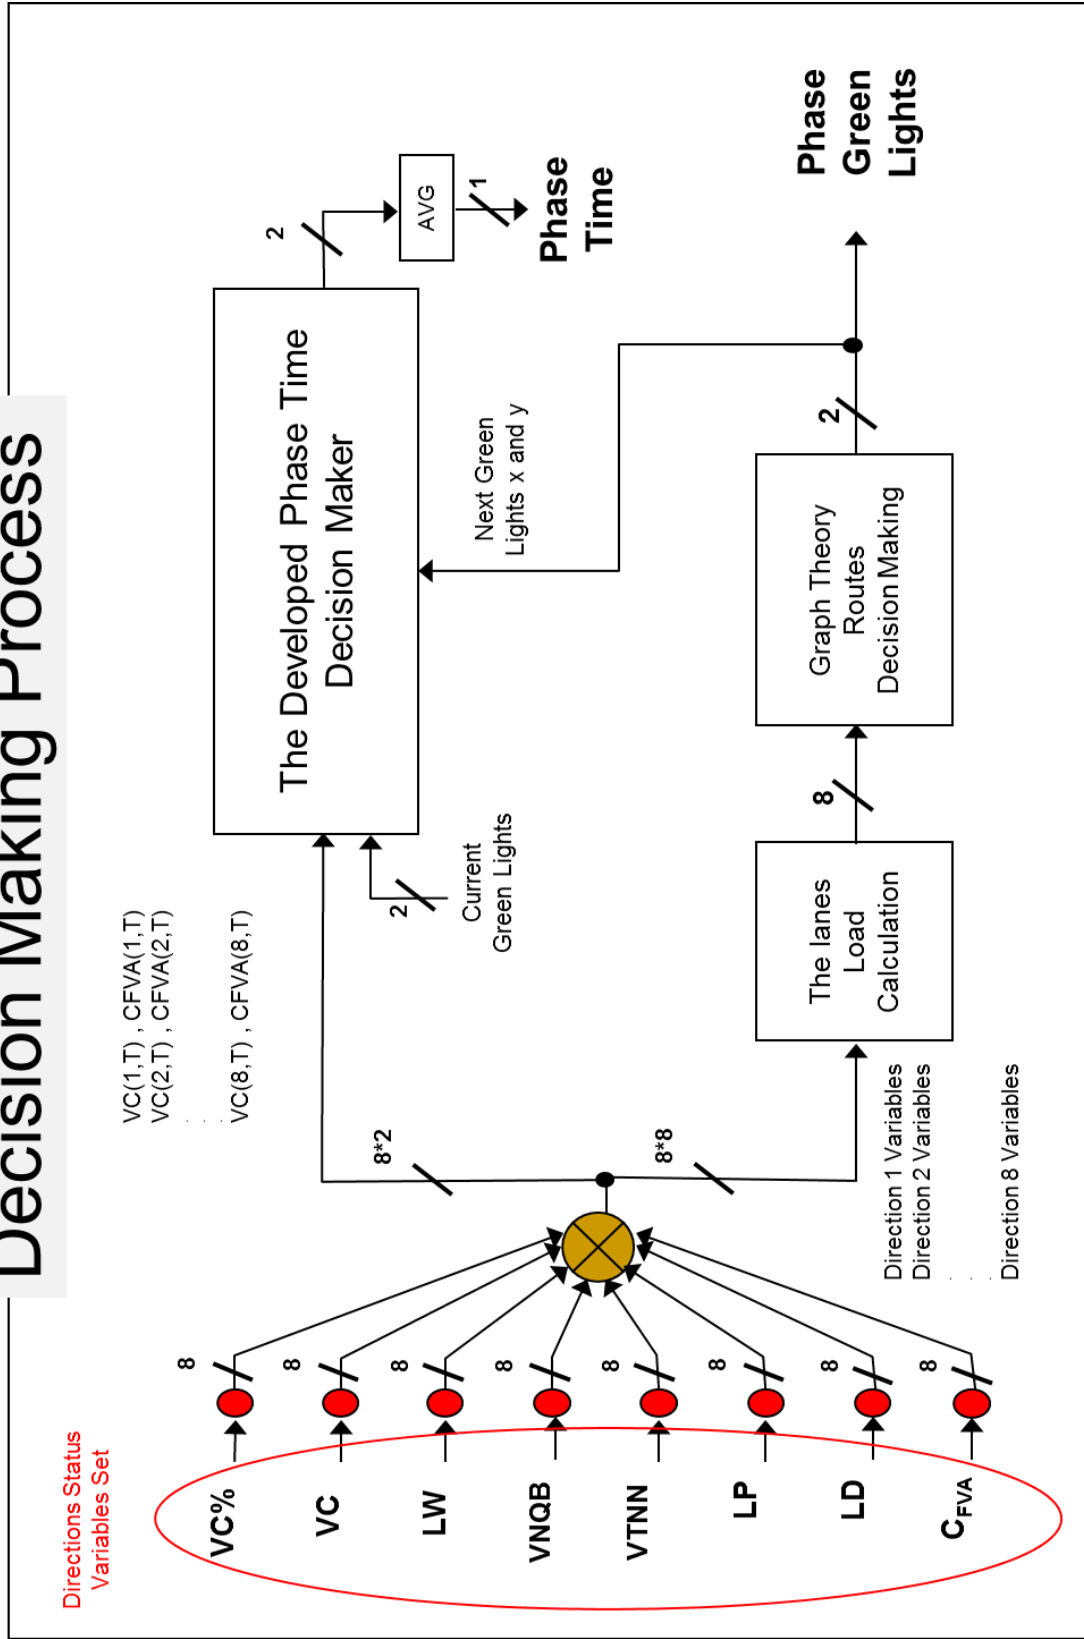 Decision Making Process
Directions Status
Variables Set
VC%
VC
LW
VNQB
VTNN
LP
LD
CFVA
8
8
8
8
8
8
8
8
8*2
8*8
VC(1,T) , CFVA(1,T)
VC(2,T) , CFVA(2,T)
.
.
VC(8,T) , CFVA(8,T)
Direction 1 Variables
Direction 2 Variables
.
.
Direction 8 Variables
2
Current
Green Lights
The Developed Phase Time
Decision Maker
Next Green
Lights x and y
2
AVG
1
Phase
Time
The lanes
Load
Calculation
8
Graph Theory
Routes
Decision Making
2
Phase
Green
Lights